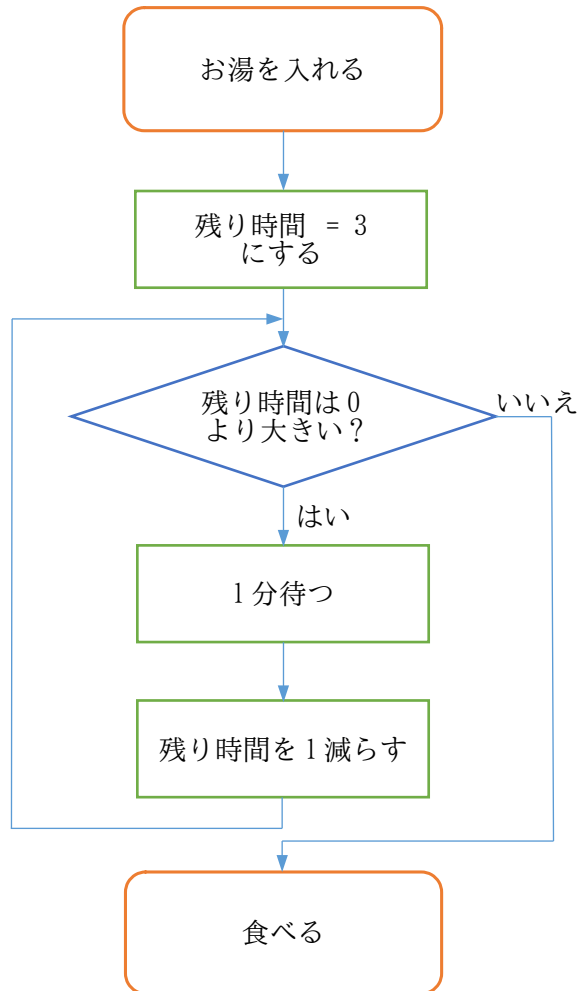 お湯を入れる
残り時間 = 3
にする
残り時間は0
より大きい？
いいえ
はい
1分待つ
残り時間を1減らす
食べる